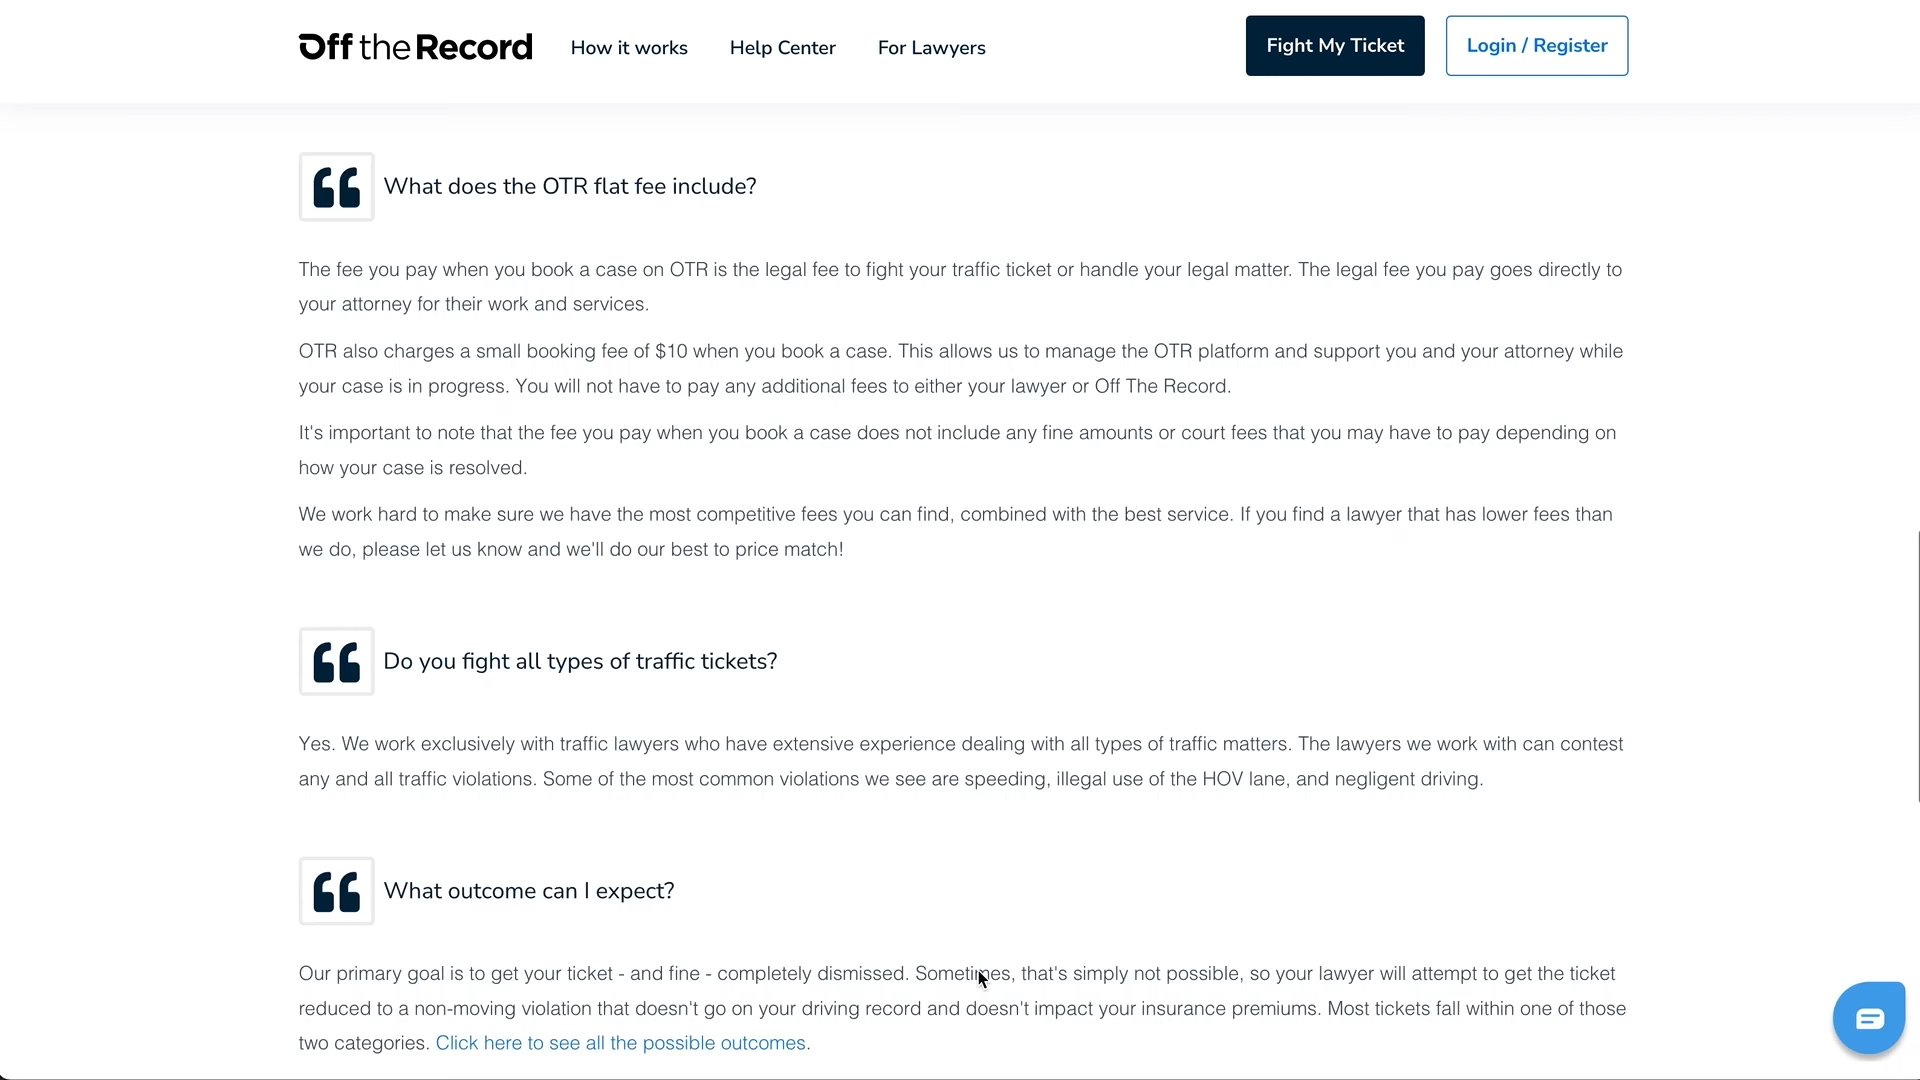 Off the Record How it works Help Center For Lawyers Fight My Ticket Login / Register
What does the OTR flat fee include?
The fee you pay when you book a case on OTR is the legal fee to fight your traffic ticket or handle your legal matter. The legal fee you pay goes directly to
your attorney for their work and services.
OTR also charges a small booking fee of $10 when you book a case. This allows us to manage the OTR platform and support you and your attorney while
your case is in progress. You will not have to pay any additional fees to either your lawyer or Off The Record.
It's important to note that the fee you pay when you book a case does not include any fine amounts or court fees that you may have to pay depending on
how your case is resolved.
We work hard to make sure we have the most competitive fees you can find, combined with the best service. If you find a lawyer that has lower fees than
we do, please let us know and we'll do our best to price match!
Do you fight all types of traffic tickets?
Yes. We work exclusively with traffic lawyers who have extensive experience dealing with all types of traffic matters. The lawyers we work with can contest
any and all traffic violations. Some of the most common violations we see are speeding, illegal use of the HOV lane, and negligent driving.
What outcome can I expect?
Our primary goal is to get your ticket - and fine - completely dismissed. Sometimes, that's simply not possible, so your lawyer will attempt to get the ticket
reduced to a non-moving violation that doesn't go on your driving record and doesn't impact your insurance premiums. Most tickets fall within one of those
two categories. Click here to see all the possible outcomes.